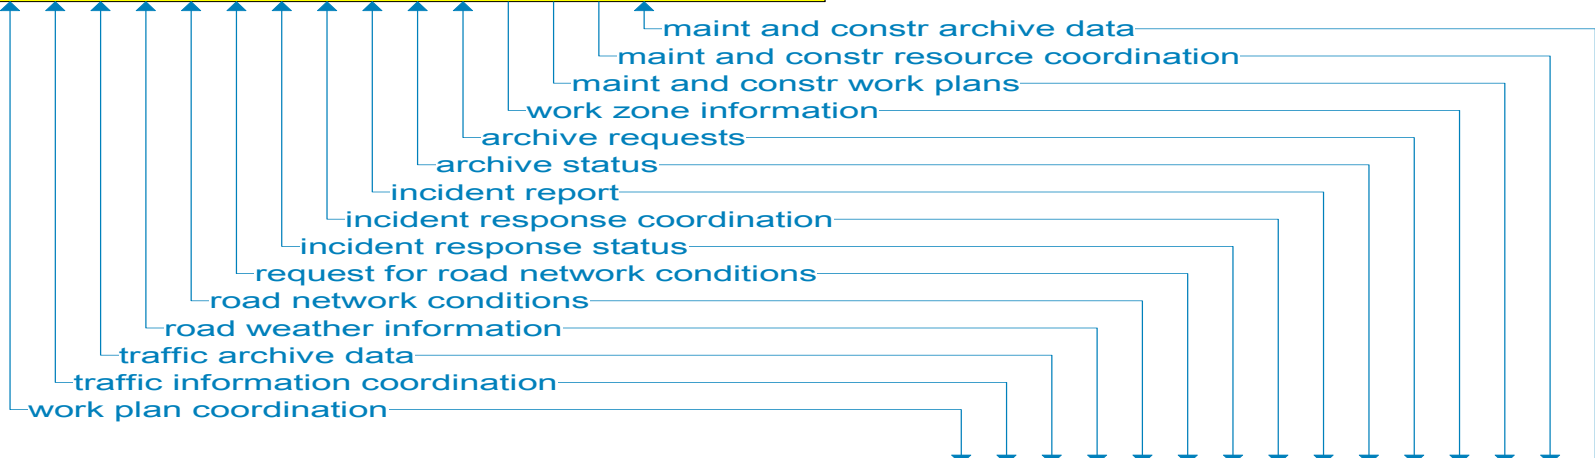 maint and constr archive data
maint and constr resource coordination
maint and constr work plans
work zone information
archive requests
archive status
incident report
incident response coordination
incident response status
request for road network conditions
road network conditions
road weather information
traffic archive data
traffic information coordination
work plan coordination